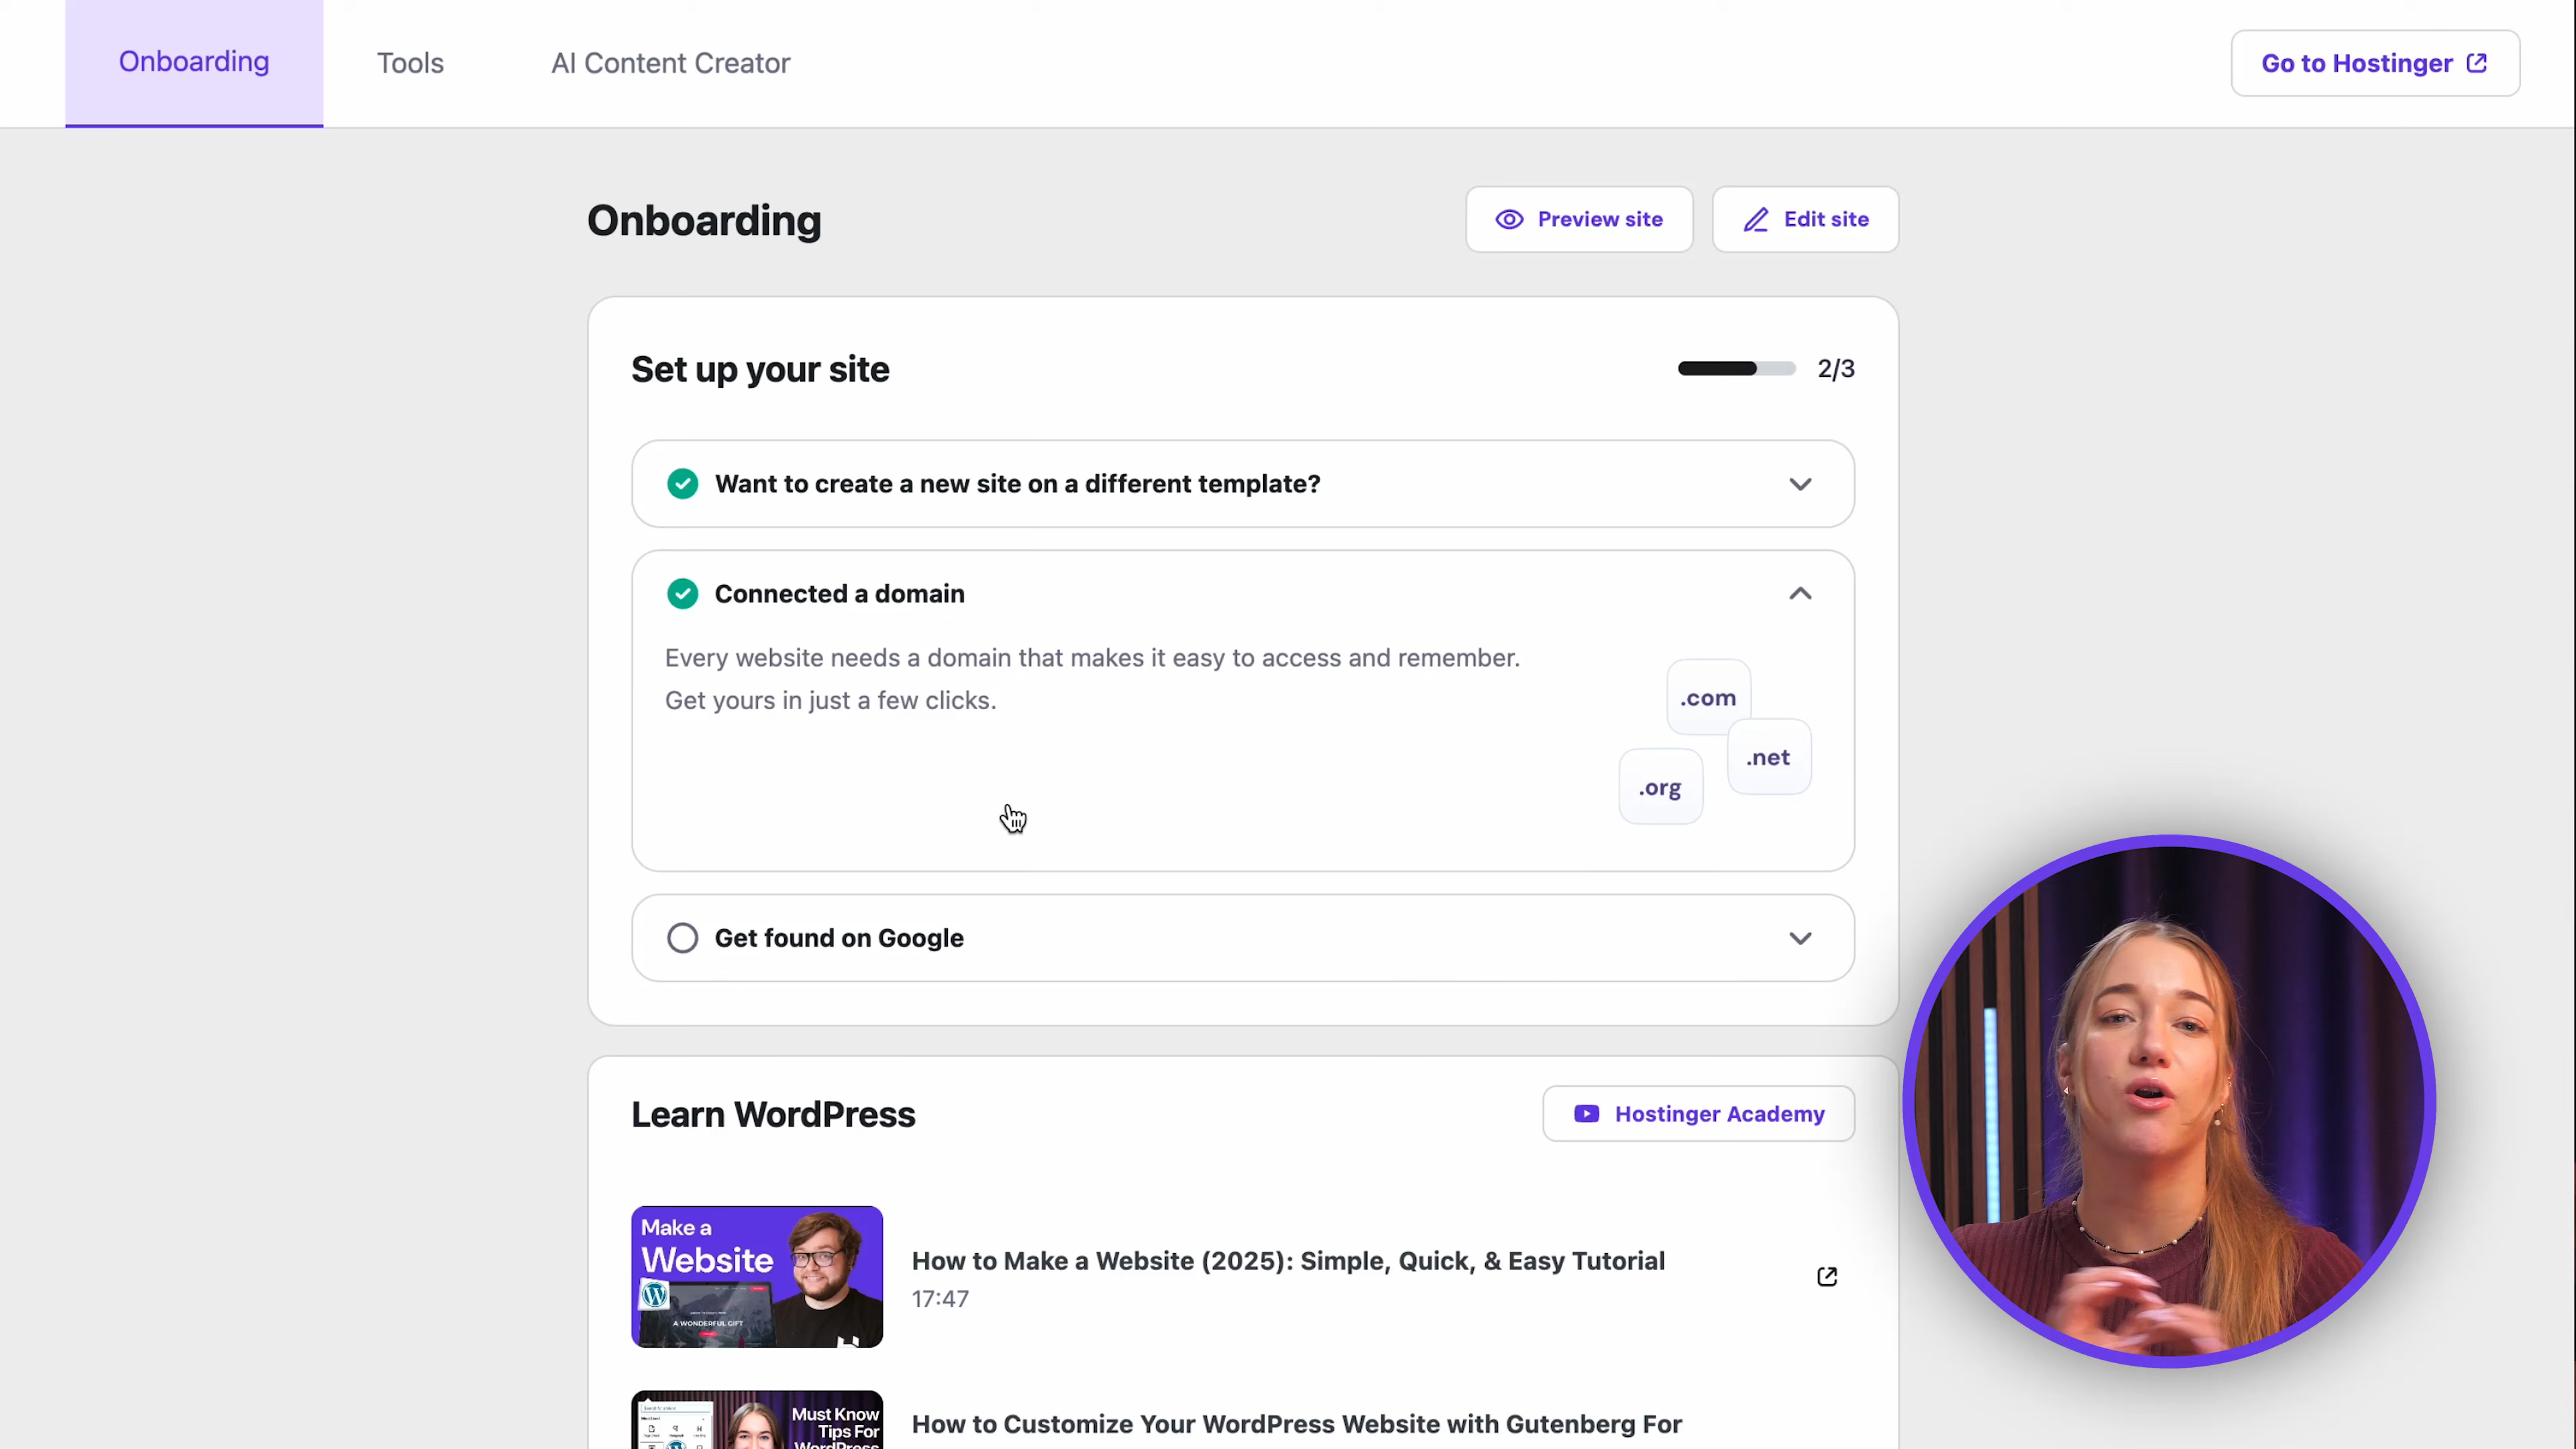 Onboarding
Tools
AI Content Creator
Go to Hostinger
Onboarding
Preview site
Edit site
Set up your site
2/3
Want to create a new site on a different template?
Connected a domain
Every website needs a domain that makes it easy to access and remember.
Get yours in just a few clicks.
.com
.net
.org
Get found on Google
Learn WordPress
Hostinger Academy
Make a
Website
A WONDERFUL GIFT
How to Make a Website (2025): Simple, Quick, & Easy Tutorial
17:47
Must Know
Tips For
WordPress
How to Customize Your WordPress Website with Gutenberg For